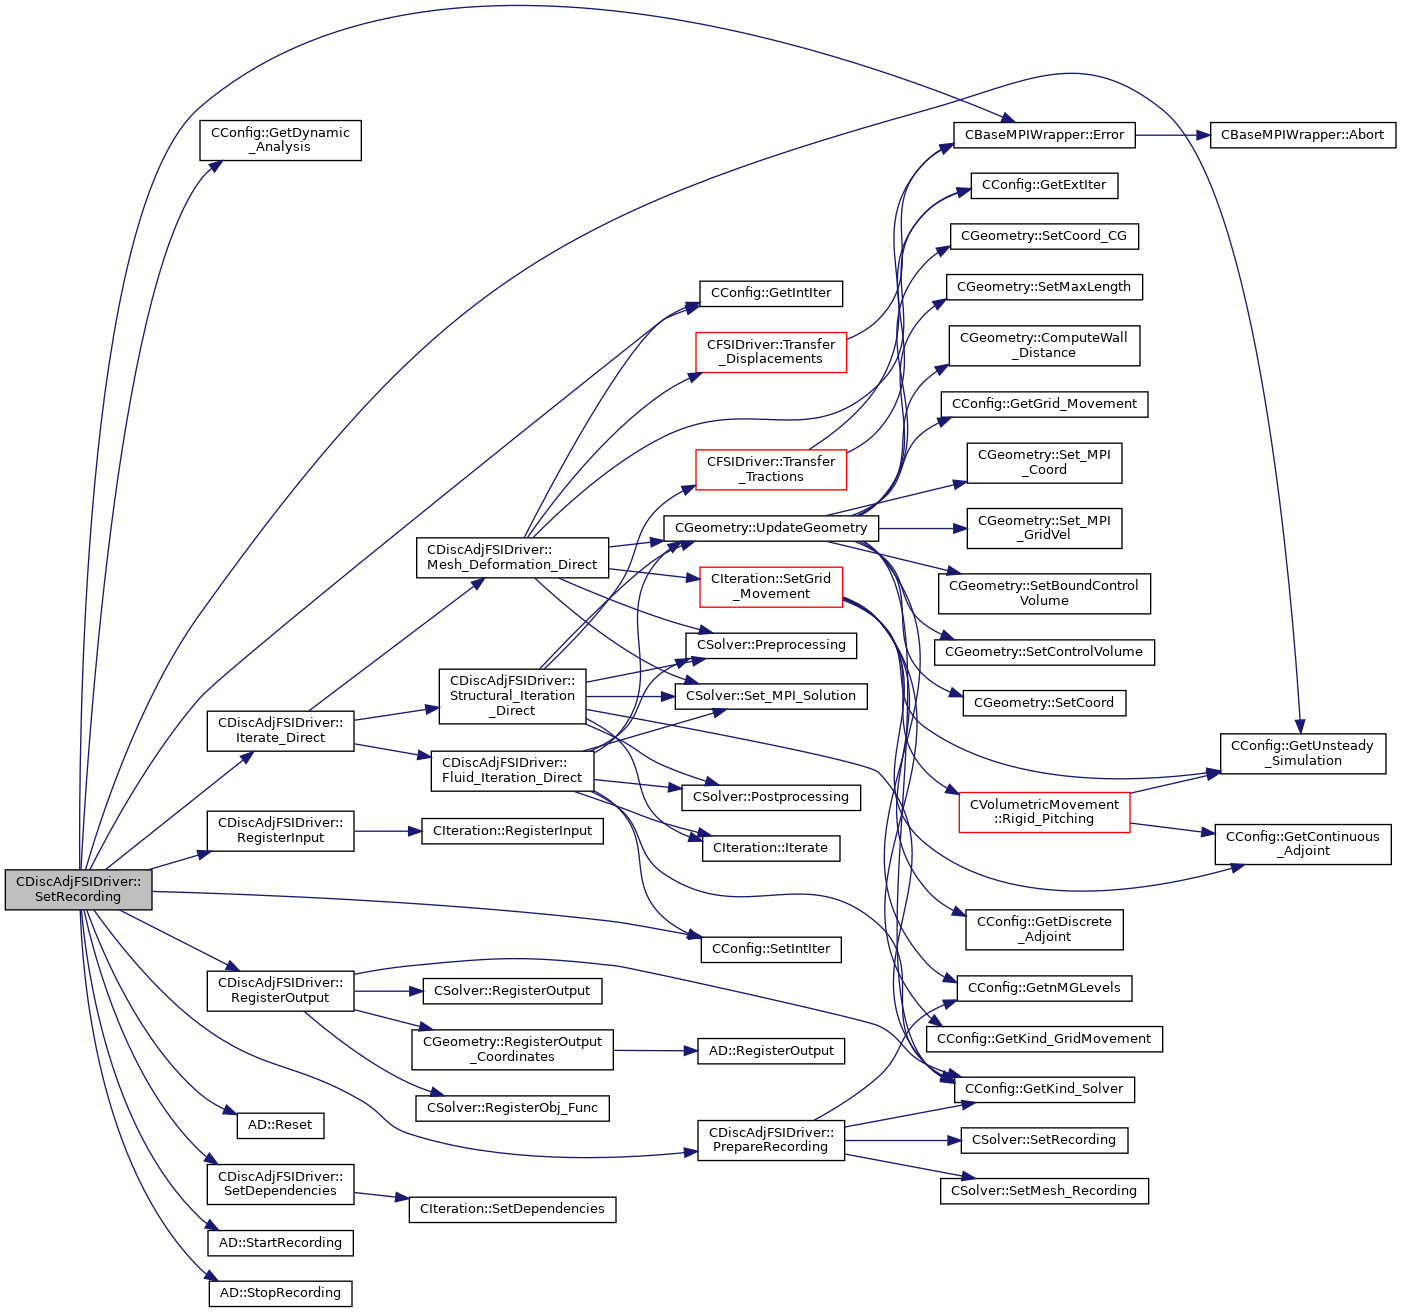 CDiscAdjFSIDriver::
SetRecording
CConfig::GetDynamic
_Analysis
CDiscAdjFSIDriver::
Iterate_Direct
CDiscAdjFSIDriver::
RegisterInput
CDiscAdjFSIDriver::
RegisterOutput
AD::Reset
CDiscAdjFSIDriver::
SetDependencies
AD::StartRecording
AD::StopRecording
CDiscAdjFSIDriver::
Mesh_Deformation_Direct
CDiscAdjFSIDriver::
Structural_Iteration
_Direct
CDiscAdjFSIDriver::
Fluid_Iteration_Direct
CIteration::RegisterInput
CSolver::RegisterOutput
CGeometry::RegisterOutput
_Coordinates
CSolver::RegisterObj_Func
CIteration::SetDependencies
CConfig::GetIntIter
CFSIDriver::Transfer
_Displacements
CFSIDriver::Transfer
_Tractions
CGeometry::UpdateGeometry
CIteration::SetGrid
_Movement
CSolver::Preprocessing
CSolver::Set_MPI_Solution
CSolver::Postprocessing
CIteration::Iterate
CConfig::SetIntIter
AD::RegisterOutput
CDiscAdjFSIDriver::
PrepareRecording
CBaseMPIWrapper::Error
CConfig::GetExtIter
CGeometry::SetCoord_CG
CGeometry::SetMaxLength
CGeometry::ComputeWall
_Distance
CConfig::GetGrid_Movement
CGeometry::Set_MPI
_Coord
CGeometry::Set_MPI
_GridVel
CGeometry::SetBoundControl
Volume
CGeometry::SetControlVolume
CGeometry::SetCoord
CVolumetricMovement
::Rigid_Pitching
CConfig::GetDiscrete
_Adjoint
CConfig::GetnMGLevels
CConfig::GetKind_GridMovement
CConfig::GetKind_Solver
CSolver::SetRecording
CSolver::SetMesh_Recording
CBaseMPIWrapper::Abort
CConfig::GetUnsteady
_Simulation
CConfig::GetContinuous
_Adjoint